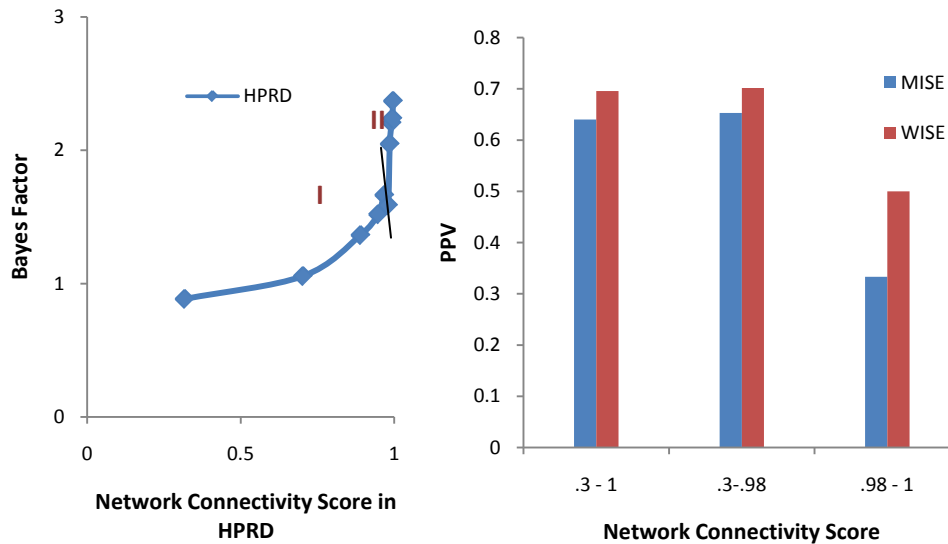 3
2
1
0
Bayes Factor
HPRD
II
I
0
0.5
1
Network Connectivity Score in
HPRD
0.8
0.7
0.6
0.5
0.4
0.3
0.2
0.1
0
PPV
MISE
WISE
.3 - 1
.3-.98
.98 - 1
Network Connectivity Score